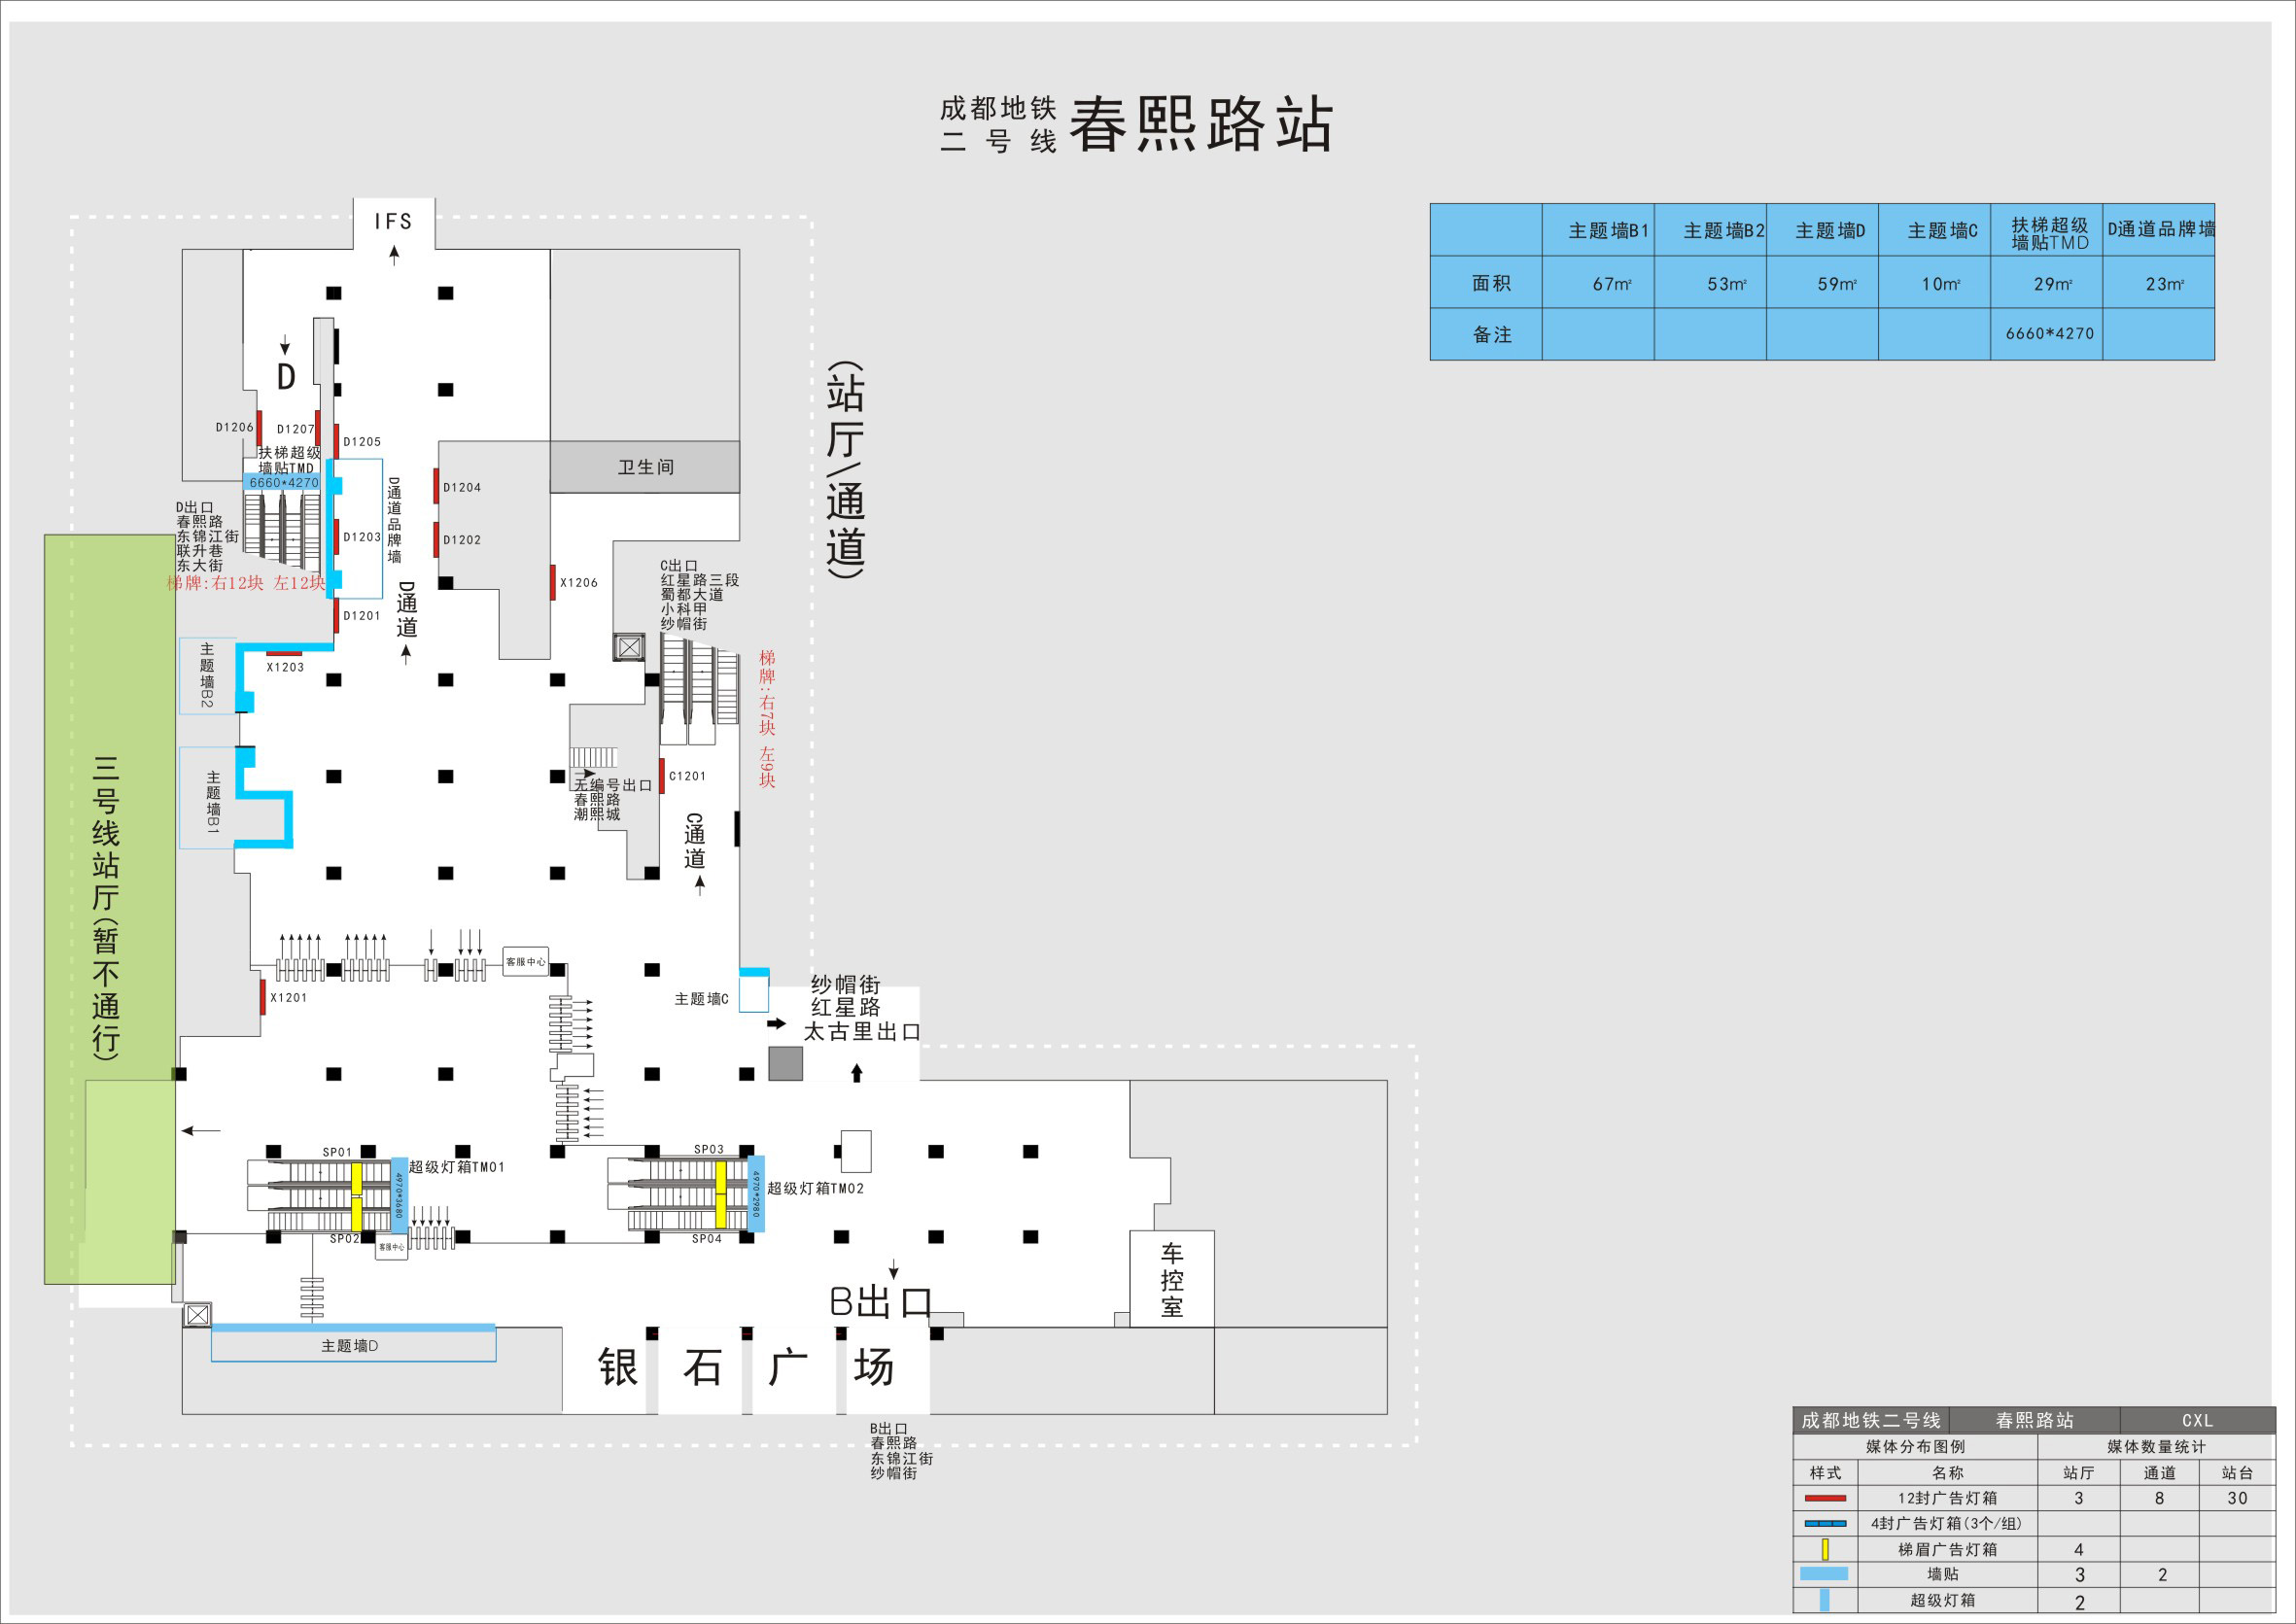 成都地铁
二号线
春熙路站
主题墙B1 主题墙B2 主题墙D 主题墙C 扶梯超级墙贴TMD D通道品牌墙
面积 67m² 53m² 59m² 10m² 29m² 23m²
备注 6660*4270
IFS
D
(站厅/通道)
D1206
D1207
D1205
扶梯超级
墙贴TMD
6660*4270
卫生间
D1204
D通道品牌墙
D1203
D1202
D出口
春熙路
东锦江街
联升巷
东大街
梯牌:右12块 左12块
X1206
C出口
红星路三段
蜀都大道
小科甲
纱帽街
D1201
D通道
主题墙B2
X1203
梯牌:右7块 左9块
主题墙B1
C1201
无编号出口
春熙路
潮熙城
C通道
三号线站厅(暂不通行)
客服中心
X1201
主题墙C
纱帽街
红星路
太古里出口
SP01
超级灯箱TM01
4970*3680
SP02
客服中心
SP03
超级灯箱TM02
4970*2980
SP04
车控室
B出口
主题墙D
银石广场
B出口
春熙路
东锦江街
纱帽街
成都地铁二号线 春熙路站 CXL
媒体分布图例 媒体数量统计
样式 名称 站厅 通道 站台
12封广告灯箱 3 8 30
4封广告灯箱(3个/组)
梯眉广告灯箱 4
墙贴 3 2
超级灯箱 2